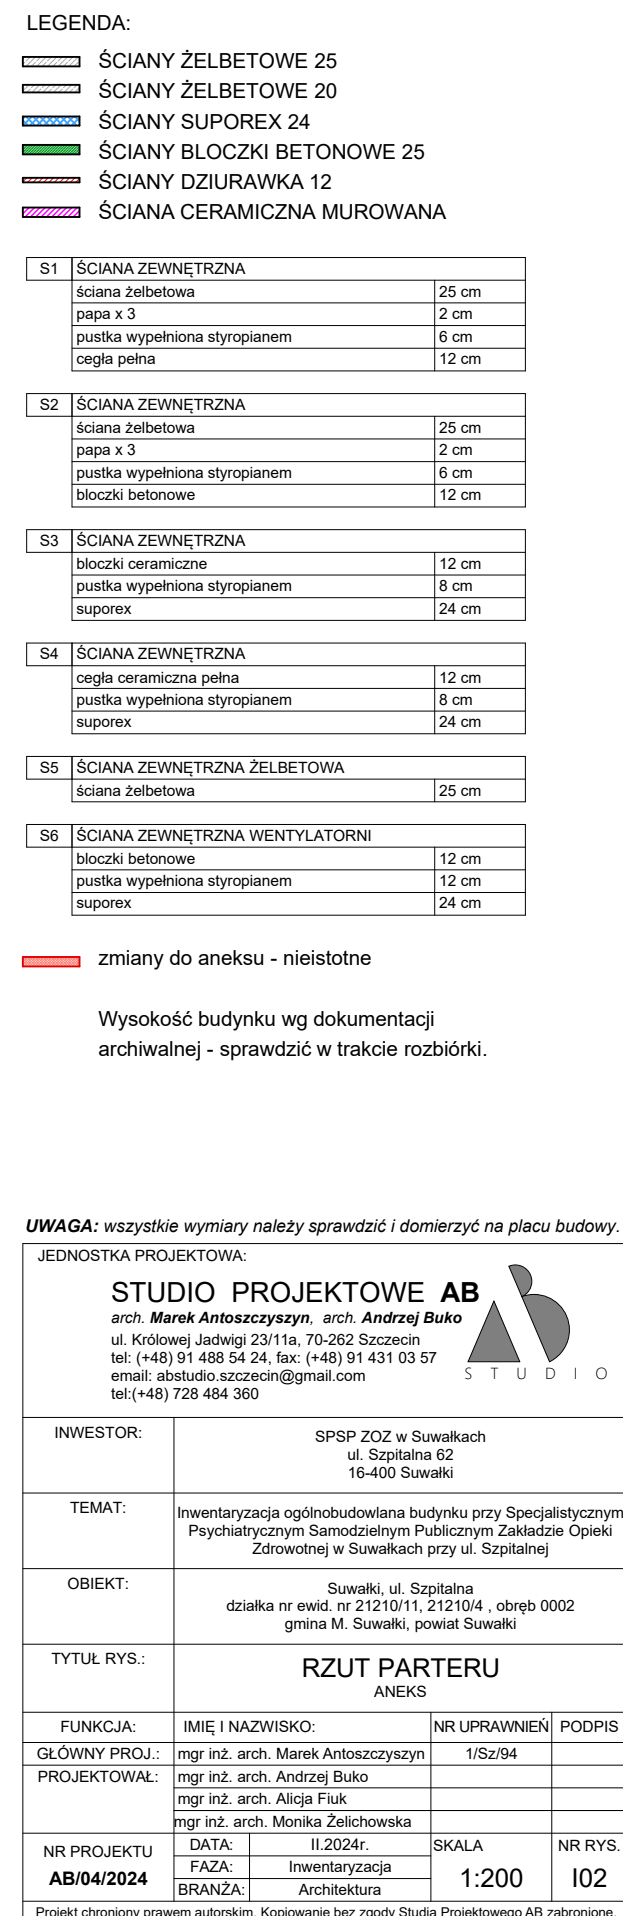 LEGENDA:
ŚCIANY ŻELBETOWE 25
ŚCIANY ŻELBETOWE 20
ŚCIANY SUPOREX 24
ŚCIANY BLOCZKI BETONOWE 25
ŚCIANY DZIURAWKA 12
ŚCIANA CERAMICZNA MUROWANA
S1 ŚCIANA ZEWNĘTRZNA
ściana żelbetowa 25 cm
papa x 3 2 cm
pustka wypełniona styropianem 6 cm
cegła pełna 12 cm
S2 ŚCIANA ZEWNĘTRZNA
ściana żelbetowa 25 cm
papa x 3 2 cm
pustka wypełniona styropianem 6 cm
bloczki betonowe 12 cm
S3 ŚCIANA ZEWNĘTRZNA
bloczki ceramiczne 12 cm
pustka wypełniona styropianem 8 cm
suporex 24 cm
S4 ŚCIANA ZEWNĘTRZNA
cegła ceramiczna pełna 12 cm
pustka wypełniona styropianem 8 cm
suporex 24 cm
S5 ŚCIANA ZEWNĘTRZNA ŻELBETOWA
ściana żelbetowa 25 cm
S6 ŚCIANA ZEWNĘTRZNA WENTYLATORNI
bloczki betonowe 12 cm
pustka wypełniona styropianem 12 cm
suporex 24 cm
zmiany do aneksu - nieistotne
Wysokość budynku wg dokumentacji
archiwalnej - sprawdzić w trakcie rozbiórki.
UWAGA: wszystkie wymiary należy sprawdzić i domierzyć na placu budowy.
JEDNOSTKA PROJEKTOWA:
STUDIO PROJEKTOWE AB
arch. Marek Antoszczyszyn, arch. Andrzej Buko
ul. Królowej Jadwigi 23/11a, 70-262 Szczecin
tel: (+48) 91 488 54 24, fax: (+48) 91 431 03 57
email: abstudio.szczecin@gmail.com
tel:(+48) 728 484 360
STUDIO
INWESTOR:
SPSP ZOZ w Suwałkach
ul. Szpitalna 62
16-400 Suwałki
TEMAT:
Inwentaryzacja ogólnobudowlana budynku przy Specjalistycznym
Psychiatrycznym Samodzielnym Publicznym Zakładzie Opieki
Zdrowotnej w Suwałkach przy ul. Szpitalnej
OBIEKT:
Suwałki, ul. Szpitalna
działka nr ewid. nr 21210/11, 21210/4 , obręb 0002
gmina M. Suwałki, powiat Suwałki
TYTUŁ RYS.:
RZUT PARTERU
ANEKS
FUNKCJA: IMIĘ I NAZWISKO: NR UPRAWNIEŃ PODPIS
GŁÓWNY PROJ.: mgr inż. arch. Marek Antoszczyszyn 1/Sz/94
PROJEKTOWAŁ: mgr inż. arch. Andrzej Buko
mgr inż. arch. Alicja Fiuk
mgr inż. arch. Monika Żelichowska
NR PROJEKTU
AB/04/2024
DATA: II.2024r.
FAZA: Inwentaryzacja
BRANŻA: Architektura
SKALA
1:200
NR RYS.
I02
Projekt chroniony prawem autorskim. Kopiowanie bez zgody Studia Projektowego AB zabronione.